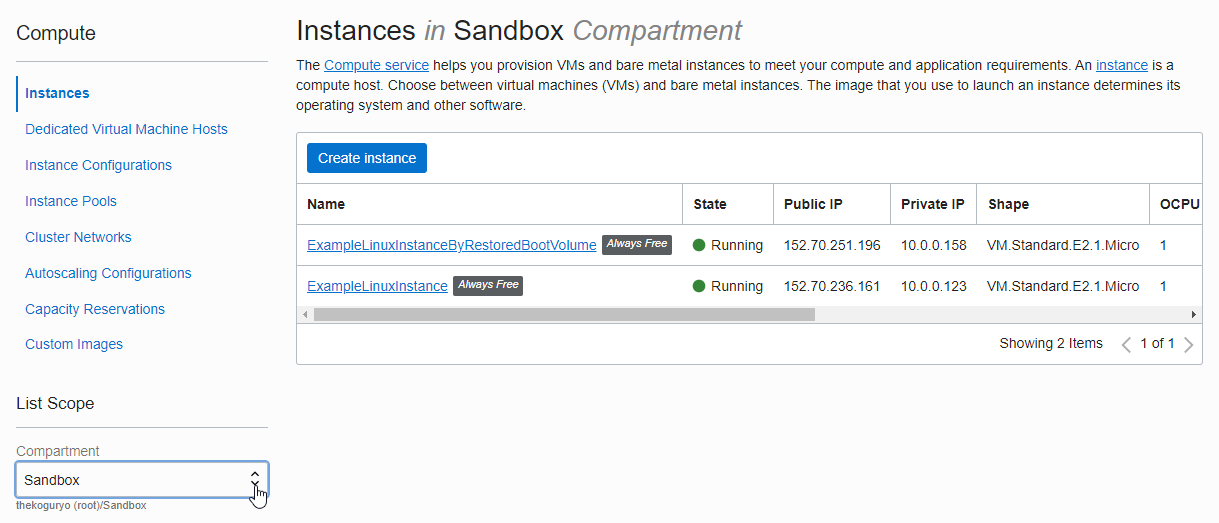 Compute
Instances
Dedicated Virtual Machine Hosts
Instance Configurations
Instance Pools
Cluster Networks
Autoscaling Configurations
Capacity Reservations
Custom Images
List Scope
Compartment
Sandbox
thekoguryo (root)/Sandbox
Instances in Sandbox Compartment
The Compute service helps you provision VMs and bare metal instances to meet your compute and application requirements. An instance is a
compute host. Choose between virtual machines (VMs) and bare metal instances. The image that you use to launch an instance determines its
operating system and other software.
Create instance
Name State Public IP Private IP Shape OCPU
ExampleLinuxInstanceByRestoredBootVolume Always Free Running 152.70.251.196 10.0.0.158 VM.Standard.E2.1.Micro 1
ExampleLinuxInstance Always Free Running 152.70.236.161 10.0.0.123 VM.Standard.E2.1.Micro 1
Showing 2 Items 1 of 1